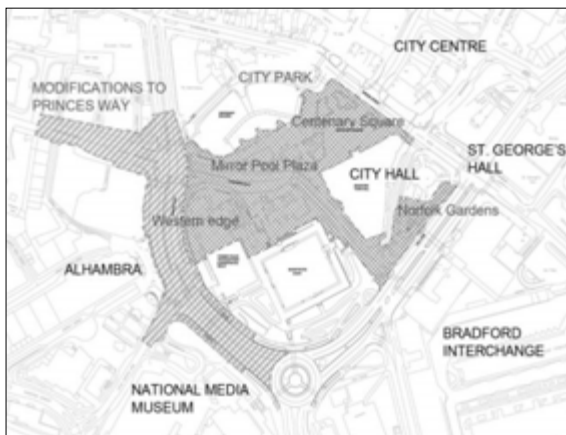 CITY CENTRE
CITY PARK
MODIFICATIONS TO
PRINCES WAY
Centenary Square
ST. GEORGE'S
HALL
Mirror Pool Plaza
CITY HALL
Western edge
Norfolk Gardens
ALHAMBRA
BRADFORD
INTERCHANGE
NATIONAL MEDIA
MUSEUM